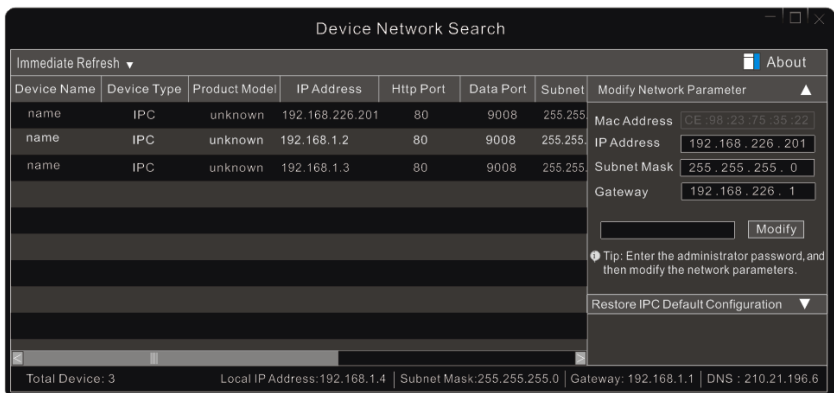 Device Network Search
Immediate Refresh
About
Device Name Device Type Product Model IP Address Http Port Data Port Subnet
name IPC unknown 192.168.226.201 80 9008 255.255
name IPC unknown 192.168.1.2 80 9008 255.255.
name IPC unknown 192.168.1.3 80 9008 255.255.
Modify Network Parameter
Mac Address CE:98:23:75:35:22
IP Address 192.168.226.201
Subnet Mask 255.255.255.0
Gateway 192.168.226.1
Modify
Tip: Enter the administrator password, and
then modify the network parameters.
Restore IPC Default Configuration
Total Device: 3 Local IP Address:192.168.1.4 Subnet Mask:255.255.255.0 Gateway: 192.168.1.1 DNS : 210.21.196.6